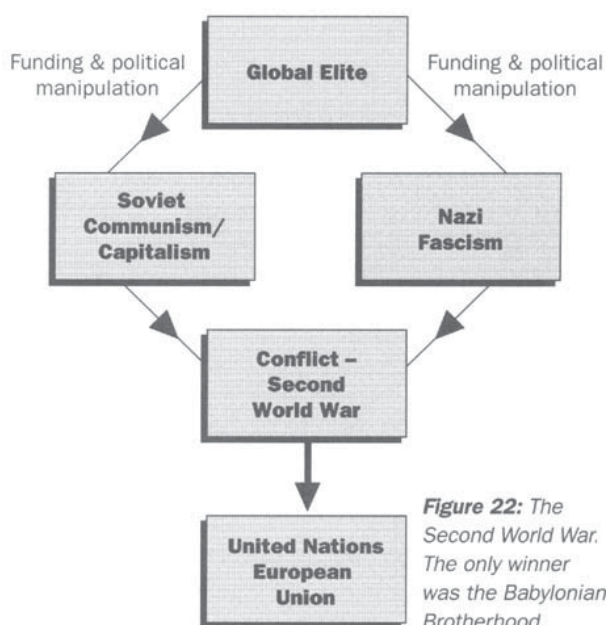 Funding & political
manipulation
Global Elite
Funding & political
manipulation
Soviet
Communism/
Capitalism
Nazi
Fascism
Conflict –
Second
World War
United Nations
European
Union
Figure 22: The
Second World War.
The only winner
was the Babylonian
Brotherhood